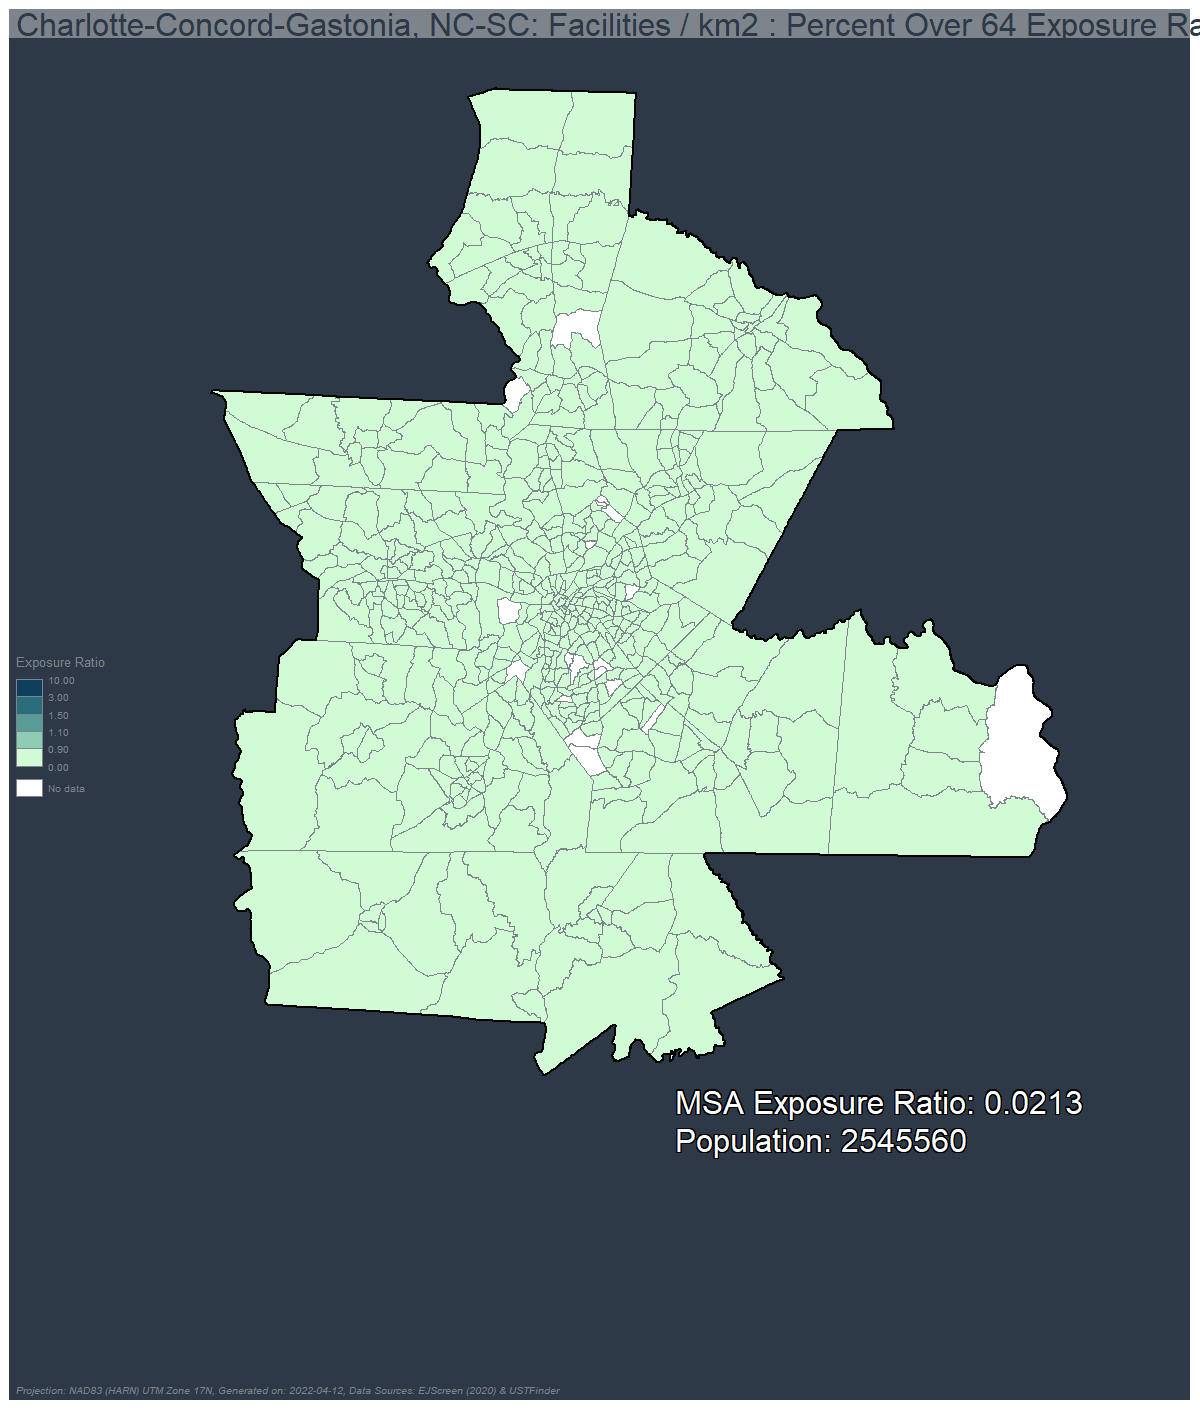 Charlotte-Concord-Gastonia, NC-SC: Facilities / km2 : Percent Over 64 Exposure Ra
Exposure Ratio
10.00
3.00
1.50
1.10
0.90
0.00
No data
MSA Exposure Ratio: 0.0213
Population: 2545560
Projection: NAD83 (HARN) UTM Zone 17N, Generated on: 2022-04-12, Data Sources: EJScreen (2020) & USTFinder